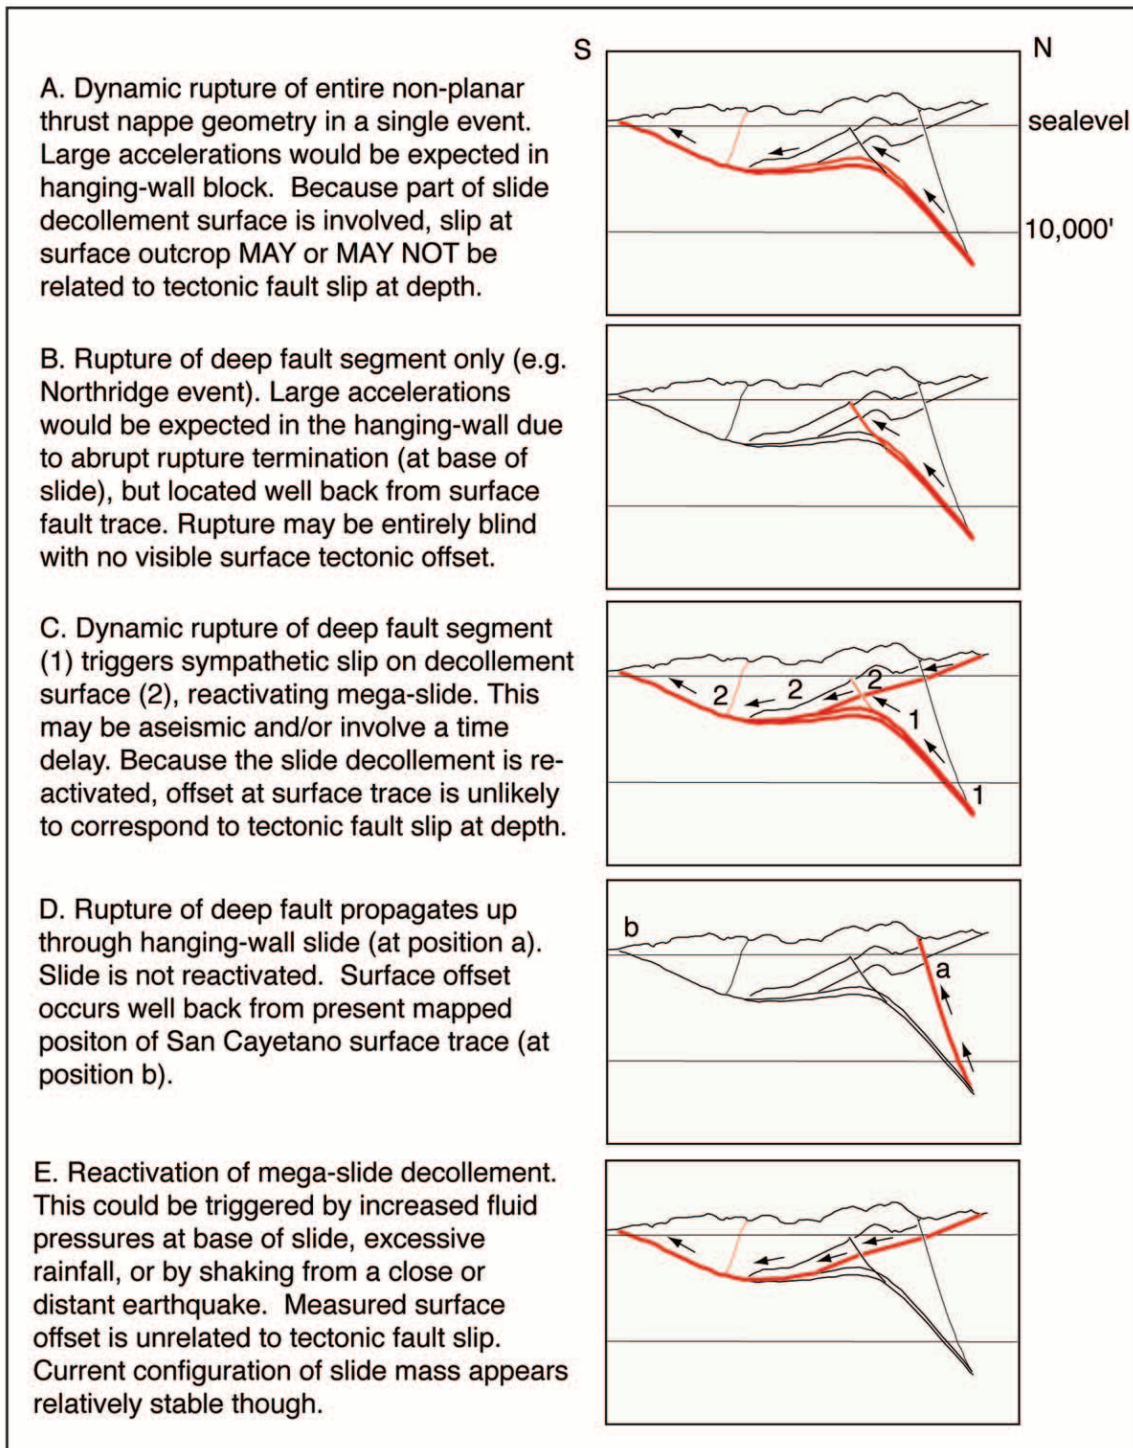 S
N
A. Dynamic rupture of entire non-planar
thrust nappe geometry in a single event.
Large accelerations would be expected in
hanging-wall block.  Because part of slide
decollement surface is involved, slip at
surface outcrop MAY or MAY NOT be
related to tectonic fault slip at depth.
sealevel
10,000'
B. Rupture of deep fault segment only (e.g.
Northridge event). Large accelerations
would be expected in the hanging-wall due
to abrupt rupture termination (at base of
slide), but located well back from surface
fault trace. Rupture may be entirely blind
with no visible surface tectonic offset.
C. Dynamic rupture of deep fault segment
(1) triggers sympathetic slip on decollement
surface (2), reactivating mega-slide. This
may be aseismic and/or involve a time
delay. Because the slide decollement is re-
activated, offset at surface trace is unlikely
to correspond to tectonic fault slip at depth.
2
2
2
1
1
D. Rupture of deep fault propagates up
through hanging-wall slide (at position a).
Slide is not reactivated.  Surface offset
occurs well back from present mapped
positon of San Cayetano surface trace (at
position b).
b
a
E. Reactivation of mega-slide decollement.
This could be triggered by increased fluid
pressures at base of slide, excessive
rainfall, or by shaking from a close or
distant earthquake.  Measured surface
offset is unrelated to tectonic fault slip.
Current configuration of slide mass appears
relatively stable though.